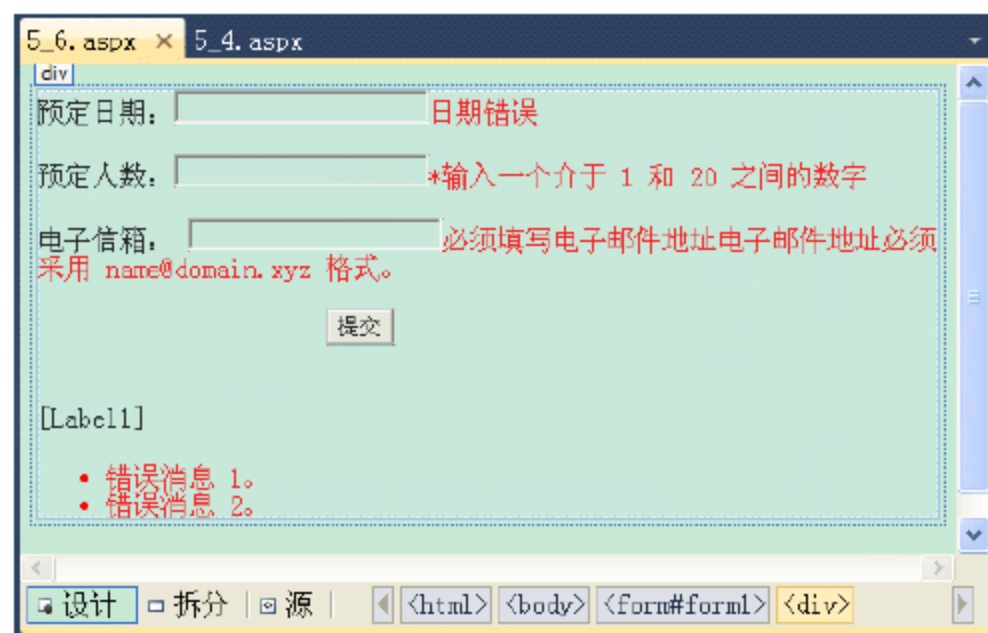 5_6.aspx × 5_4.aspx
div
预定日期: 日期错误
预定人数: *输入一个介于 1 和 20 之间的数字
电子信箱: 必须填写电子邮件地址电子邮件地址必须
采用 name@domain.xyz 格式。
提交
[Label1]
• 错误消息 1。
• 错误消息 2。
设计 拆分 源 <html> <body> <form#form1> <div>